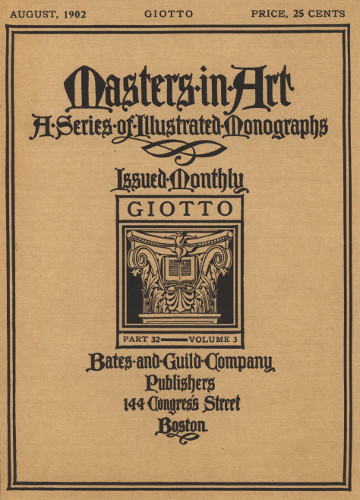 AUGUST, 1902 GIOTTO PRICE, 25 CENTS
Masters·in·Art
A·Series·of·Illustrated·Monographs
Issued·Monthly
GIOTTO
PART 32 VOLUME 3
Bates·and·Guild·Company
Publishers
144 Congress Street
Boston.